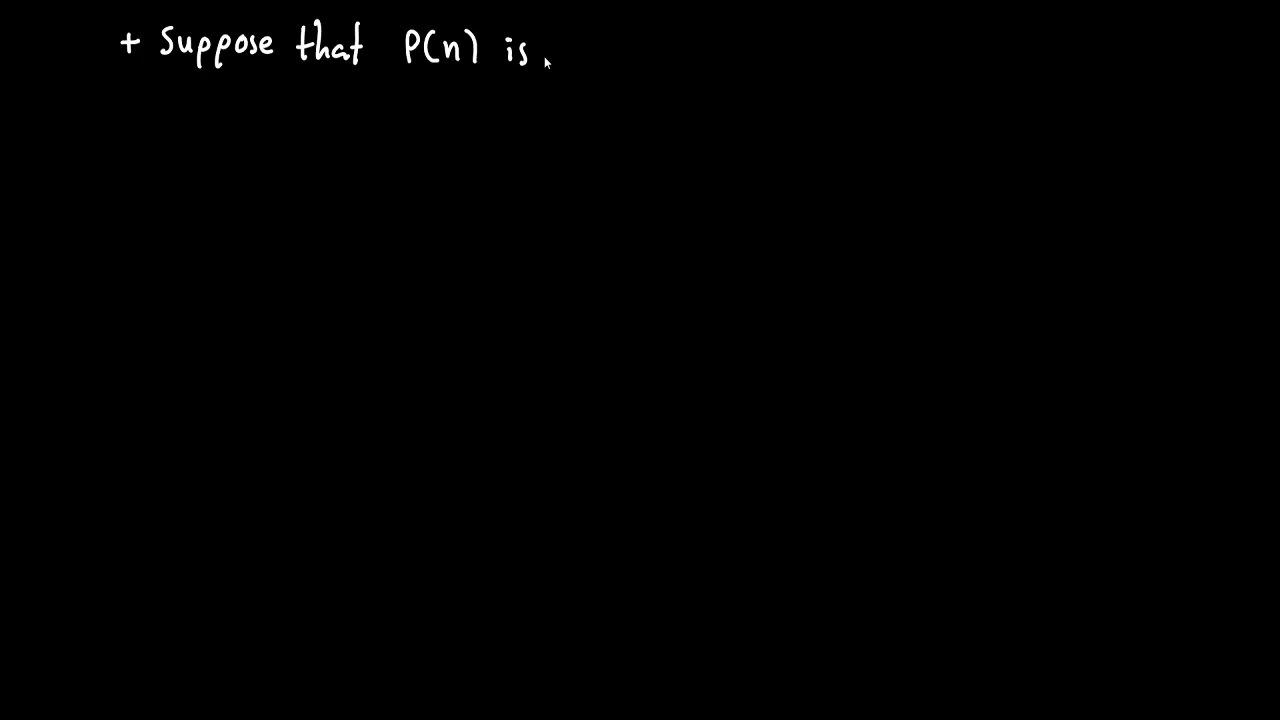 + Suppose that P(n) is